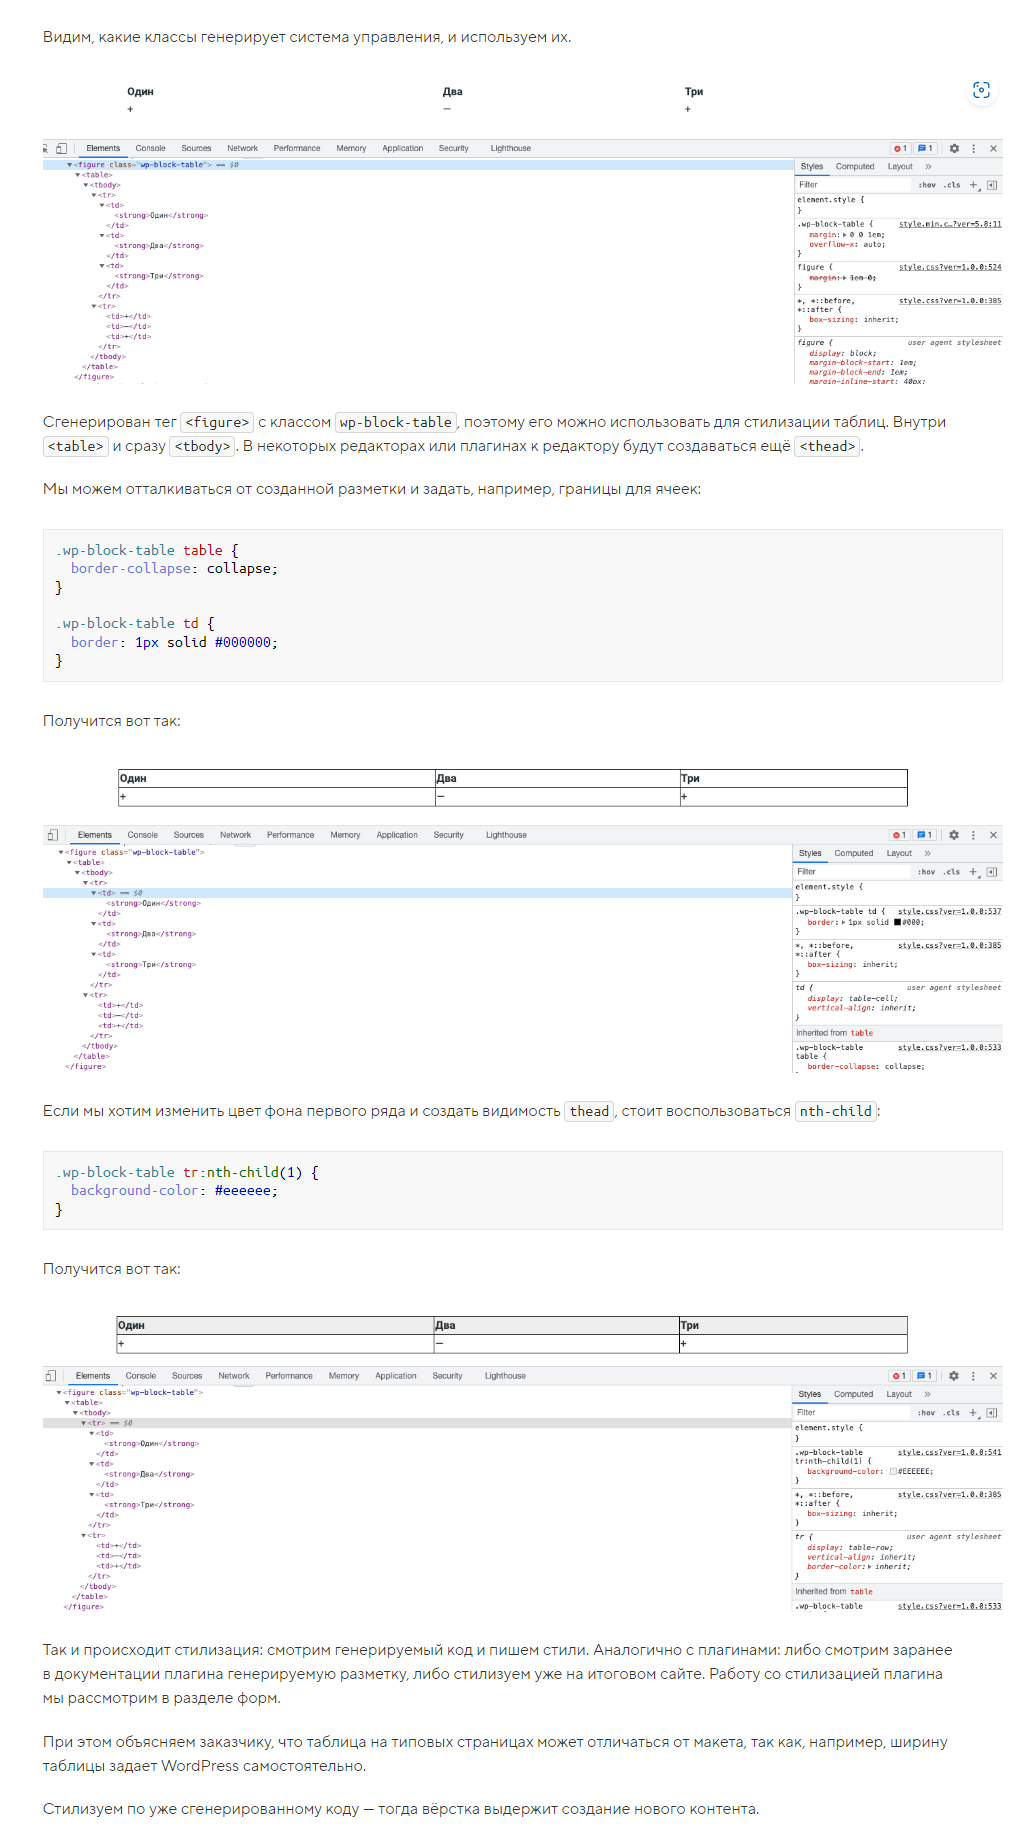 Видим, какие классы генерирует система управления, и используем их.
Один Два Три
+ — +
Elements Console Sources Network Performance Memory Application Security Lighthouse 1 1
▼<figure class="wp-block-table"> == $0
▼<table>
▼<tbody>
▼<tr>
▼<td>
<strong>Один</strong>
</td>
▼<td>
<strong>Два</strong>
</td>
▼<td>
<strong>Три</strong>
</td>
</tr>
▼<tr>
<td>+</td>
<td>—</td>
<td>+</td>
</tr>
</tbody>
</table>
</figure>
Styles Computed Layout »
Filter :hov .cls +
element.style {
}
.wp-block-table { style.min.c…?ver=5.8:11
margin:▸ 0 0 1em;
overflow-x: auto;
}
figure { style.css?ver=1.0.0:524
margin:▸ 1em 0;
}
*, *::before, style.css?ver=1.0.0:385
*::after {
box-sizing: inherit;
}
figure { user agent stylesheet
display: block;
margin-block-start: 1em;
margin-block-end: 1em;
margin-inline-start: 40px;
Сгенерирован тег <figure> с классом wp-block-table, поэтому его можно использовать для стилизации таблиц. Внутри
<table> и сразу <tbody>. В некоторых редакторах или плагинах к редактору будут создаваться ещё <thead>.
Мы можем отталкиваться от созданной разметки и задать, например, границы для ячеек:
.wp-block-table table {
border-collapse: collapse;
}
.wp-block-table td {
border: 1px solid #000000;
}
Получится вот так:
Один Два Три
+ — +
Elements Console Sources Network Performance Memory Application Security Lighthouse 1 1
▼<figure class="wp-block-table">
▼<table>
▼<tbody>
▼<tr>
▼<td> == $0
<strong>Один</strong>
</td>
▼<td>
<strong>Два</strong>
</td>
▼<td>
<strong>Три</strong>
</td>
</tr>
▼<tr>
<td>+</td>
<td>—</td>
<td>+</td>
</tr>
</tbody>
</table>
</figure>
Styles Computed Layout »
Filter :hov .cls +
element.style {
}
.wp-block-table td { style.css?ver=1.0.0:537
border:▸ 1px solid #000;
}
*, *::before, style.css?ver=1.0.0:385
*::after {
box-sizing: inherit;
}
td { user agent stylesheet
display: table-cell;
vertical-align: inherit;
}
Inherited from table
.wp-block-table style.css?ver=1.0.0:533
table {
border-collapse: collapse;
Если мы хотим изменить цвет фона первого ряда и создать видимость thead, стоит воспользоваться nth-child:
.wp-block-table tr:nth-child(1) {
background-color: #eeeeee;
}
Получится вот так:
Один Два Три
+ — +
Elements Console Sources Network Performance Memory Application Security Lighthouse 1 1
▼<figure class="wp-block-table">
▼<table>
▼<tbody>
▼<tr> == $0
▼<td>
<strong>Один</strong>
</td>
▼<td>
<strong>Два</strong>
</td>
▼<td>
<strong>Три</strong>
</td>
</tr>
▼<tr>
<td>+</td>
<td>—</td>
<td>+</td>
</tr>
</tbody>
</table>
</figure>
Styles Computed Layout »
Filter :hov .cls +
element.style {
}
.wp-block-table style.css?ver=1.0.0:541
tr:nth-child(1) {
background-color: #EEEEEE;
}
*, *::before, style.css?ver=1.0.0:385
*::after {
box-sizing: inherit;
}
tr { user agent stylesheet
display: table-row;
vertical-align: inherit;
border-color:▸ inherit;
}
Inherited from table
.wp-block-table style.css?ver=1.0.0:533
Так и происходит стилизация: смотрим генерируемый код и пишем стили. Аналогично с плагинами: либо смотрим заранее
в документации плагина генерируемую разметку, либо стилизуем уже на итоговом сайте. Работу со стилизацией плагина
мы рассмотрим в разделе форм.
При этом объясняем заказчику, что таблица на типовых страницах может отличаться от макета, так как, например, ширину
таблицы задает WordPress самостоятельно.
Стилизуем по уже сгенерированному коду — тогда вёрстка выдержит создание нового контента.